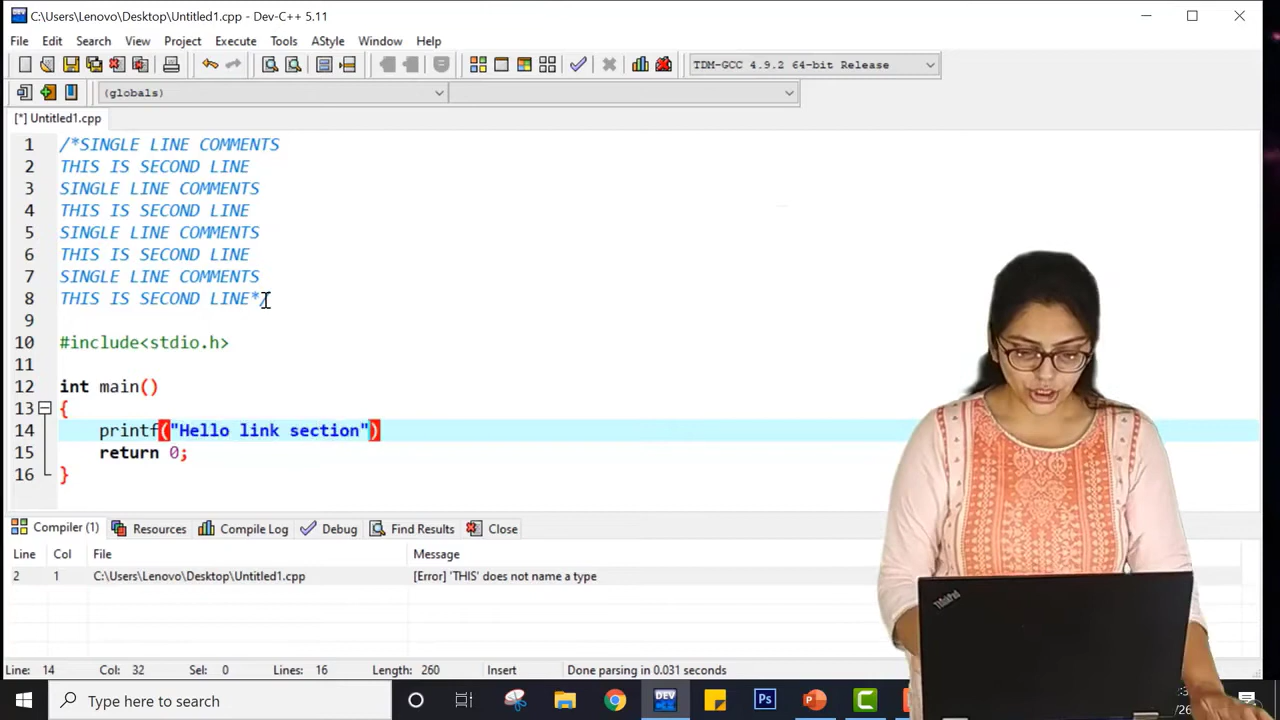 C:\Users\Lenovo\Desktop\Untitled1.cpp - Dev-C++ 5.11
File Edit Search View Project Execute Tools AStyle Window Help
TDM-GCC 4.9.2 64-bit Release
(globals)
[*] Untitled1.cpp
1 /*SINGLE LINE COMMENTS
2 THIS IS SECOND LINE
3 SINGLE LINE COMMENTS
4 THIS IS SECOND LINE
5 SINGLE LINE COMMENTS
6 THIS IS SECOND LINE
7 SINGLE LINE COMMENTS
8 THIS IS SECOND LINE*/
9
10 #include<stdio.h>
11
12 int main()
13 {
14 printf("Hello link section")
15 return 0;
16 }
Compiler (1) Resources Compile Log Debug Find Results Close
Line Col File Message
2 1 C:\Users\Lenovo\Desktop\Untitled1.cpp [Error] 'THIS' does not name a type
Line: 14 Col: 32 Sel: 0 Lines: 16 Length: 260 Insert Done parsing in 0.031 seconds
Type here to search
DEV
Ps
ThinkPad